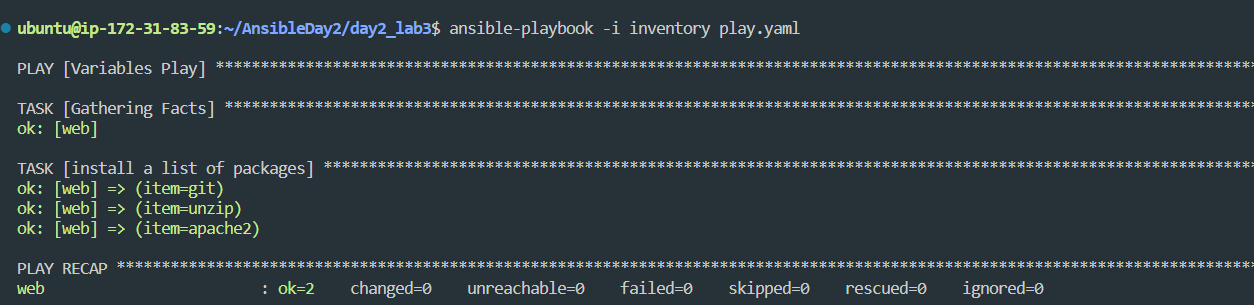 ubuntu@ip-172-31-83-59:~/AnsibleDay2/day2_lab3$ ansible-playbook -i inventory play.yaml
PLAY [Variables Play] ******************************************************************************************************************
TASK [Gathering Facts] *****************************************************************************************************************
ok: [web]
TASK [install a list of packages] ******************************************************************************************************
ok: [web] => (item=git)
ok: [web] => (item=unzip)
ok: [web] => (item=apache2)
PLAY RECAP *****************************************************************************************************************************
web : ok=2 changed=0 unreachable=0 failed=0 skipped=0 rescued=0 ignored=0